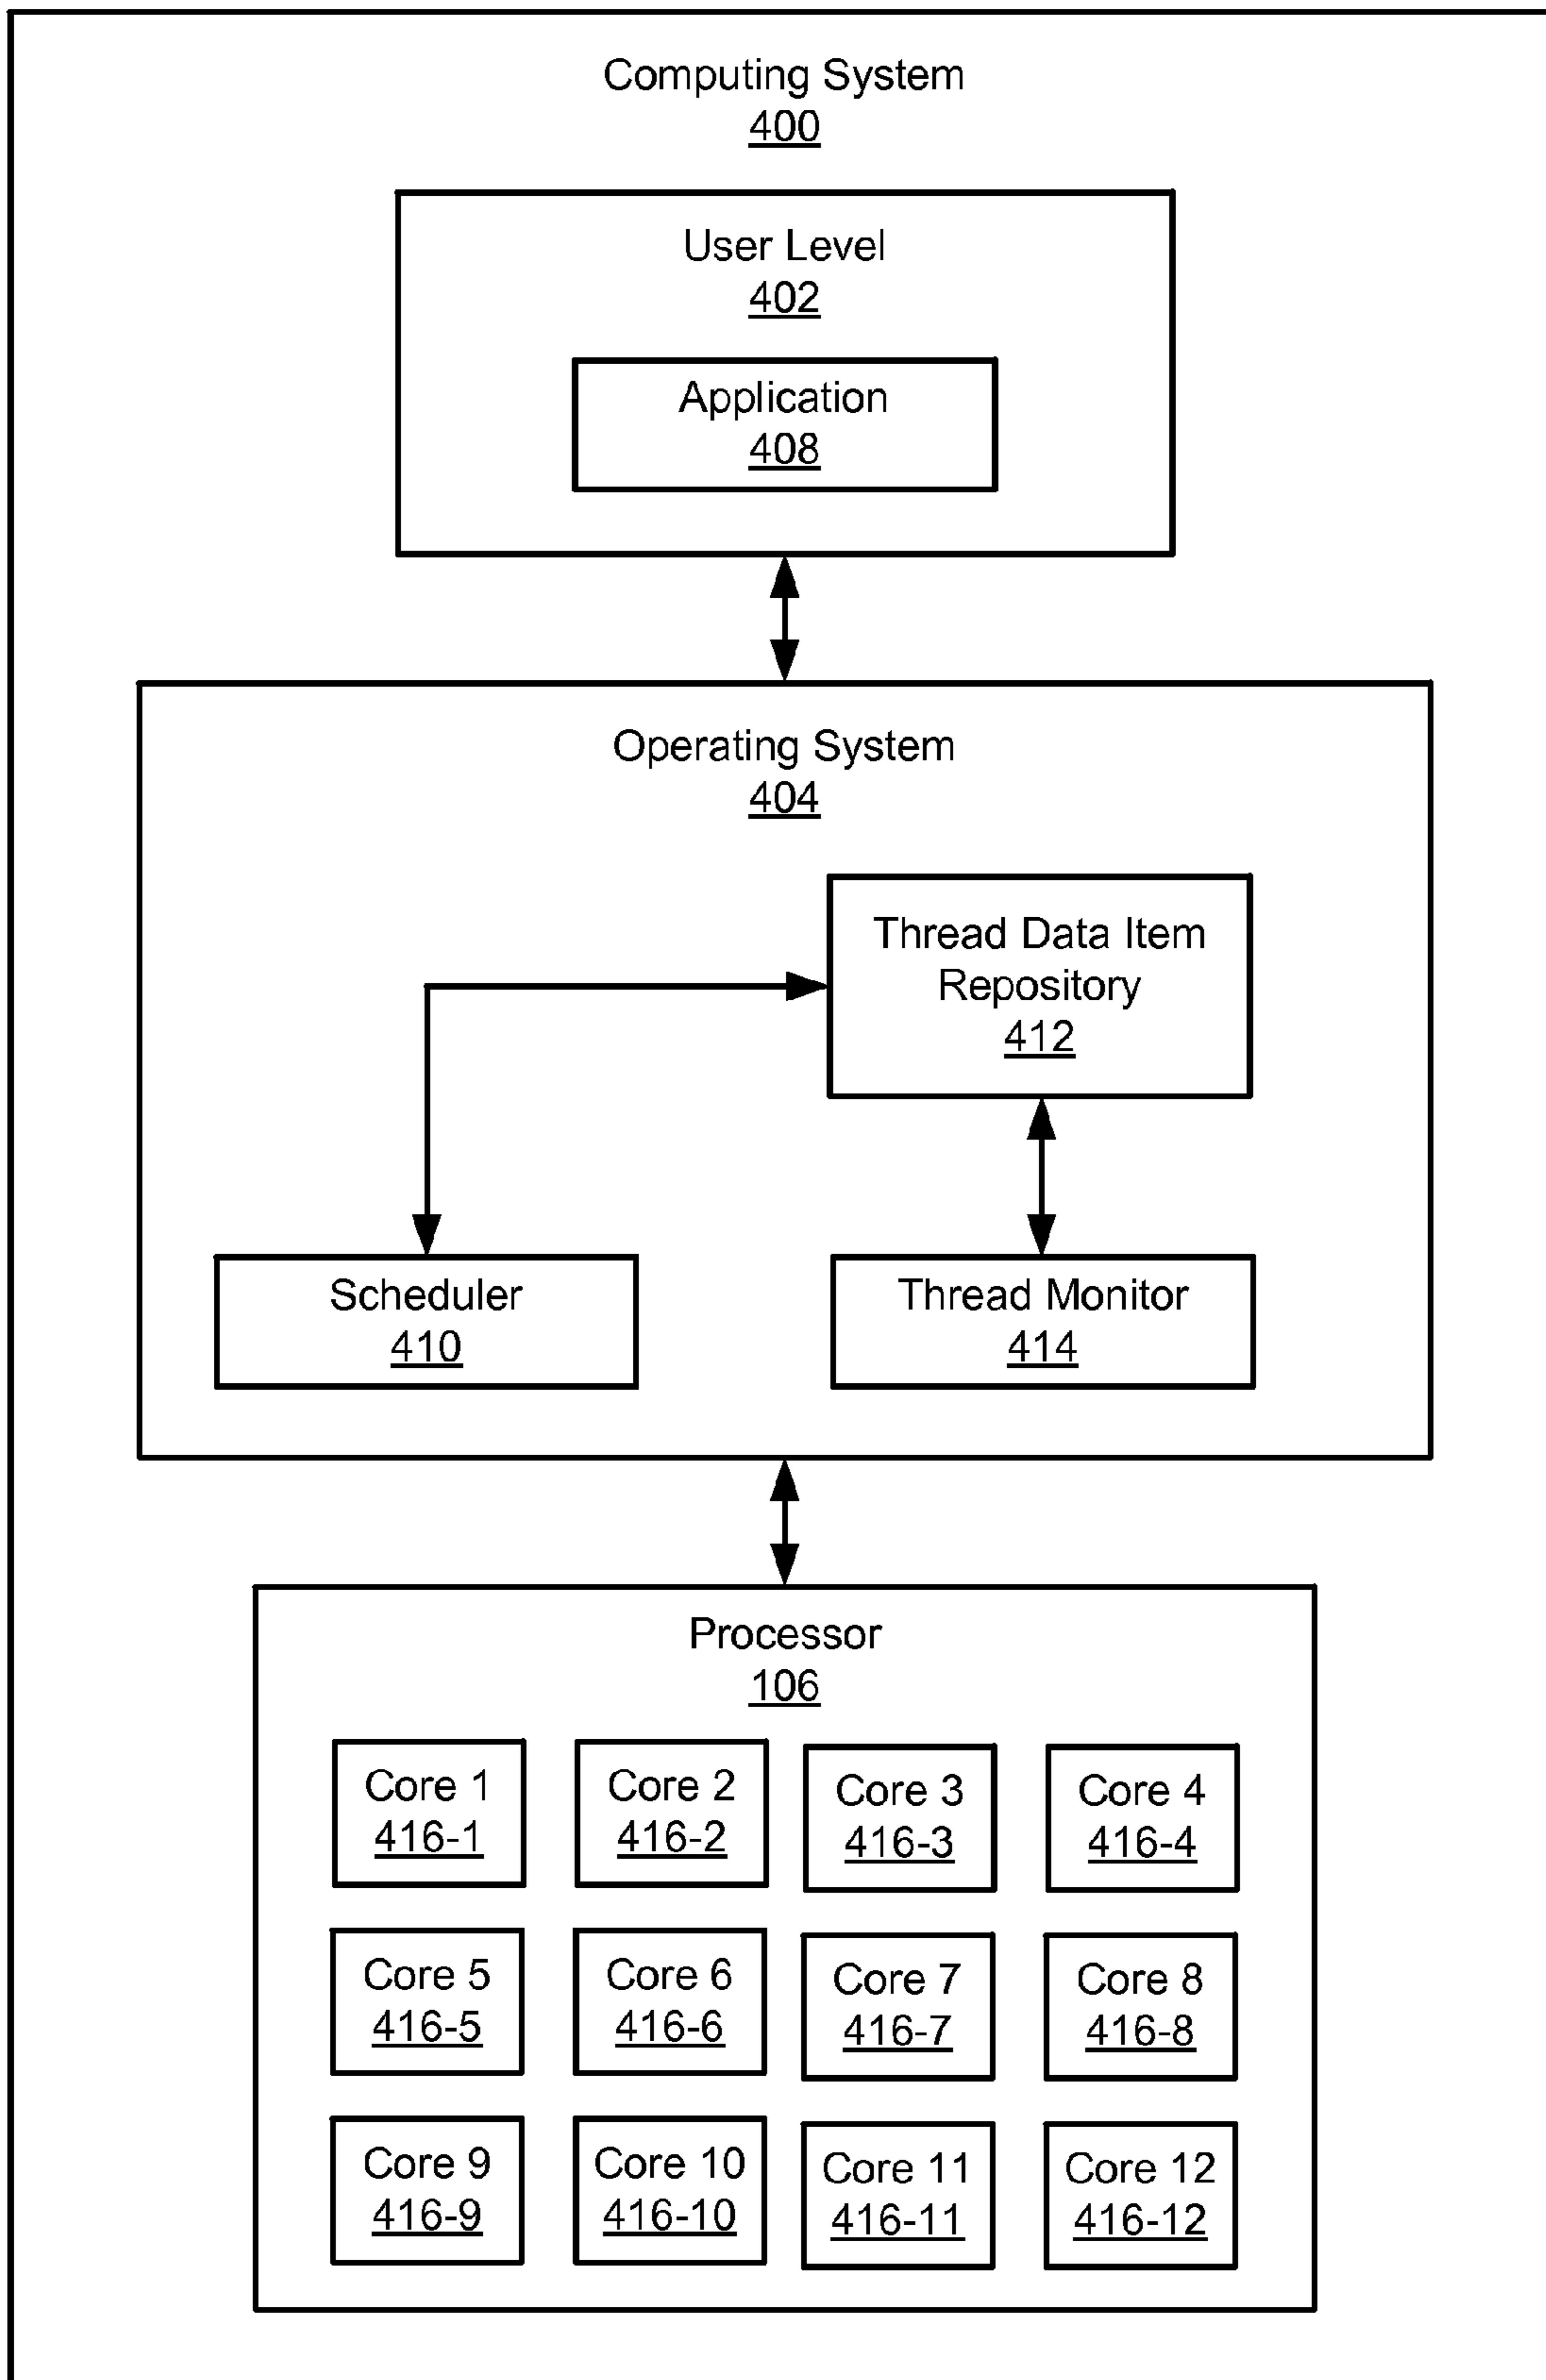 Computing System
400
User Level
402
Application
408
Operating System
404
Thread Data Item
Repository
412
Scheduler
410
Thread Monitor
414
Processor
106
Core 1
416-1
Core 2
416-2
Core 3
416-3
Core 4
416-4
Core 5
416-5
Core 6
416-6
Core 7
416-7
Core 8
416-8
Core 9
416-9
Core 10
416-10
Core 11
416-11
Core 12
416-12